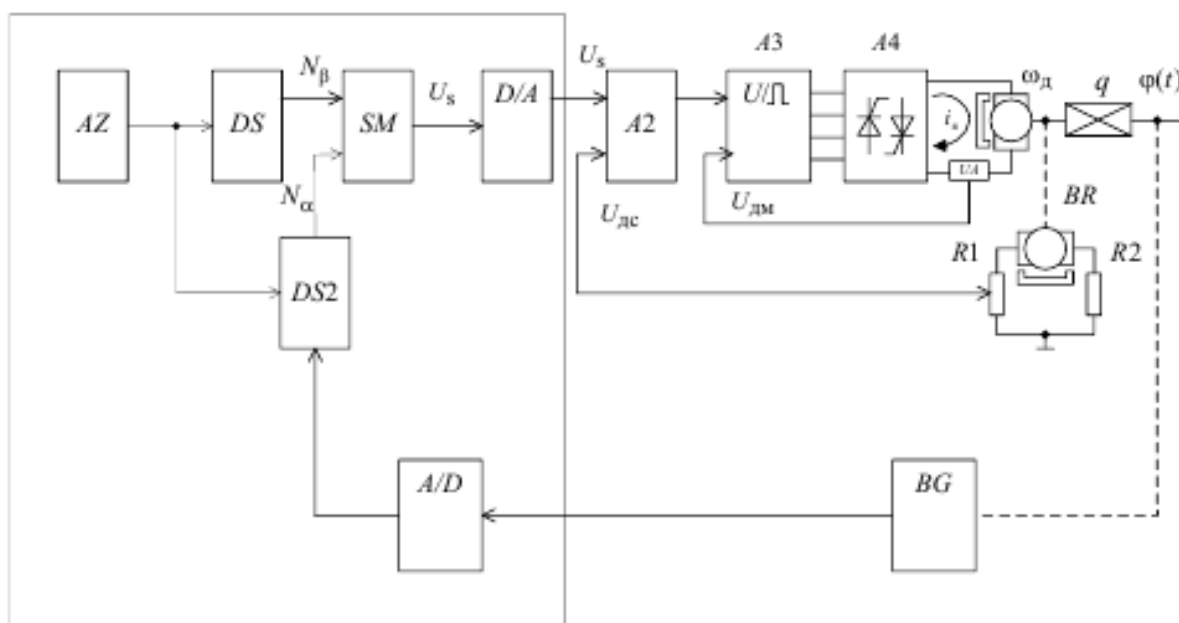 A3
A4
N_β
U_s
U_s
ω_д
q
φ(t)
AZ
DS
SM
D/A
A2
U/⎍
i_я
UA
N_α
U_дс
U_дм
BR
DS2
R1
R2
A/D
BG